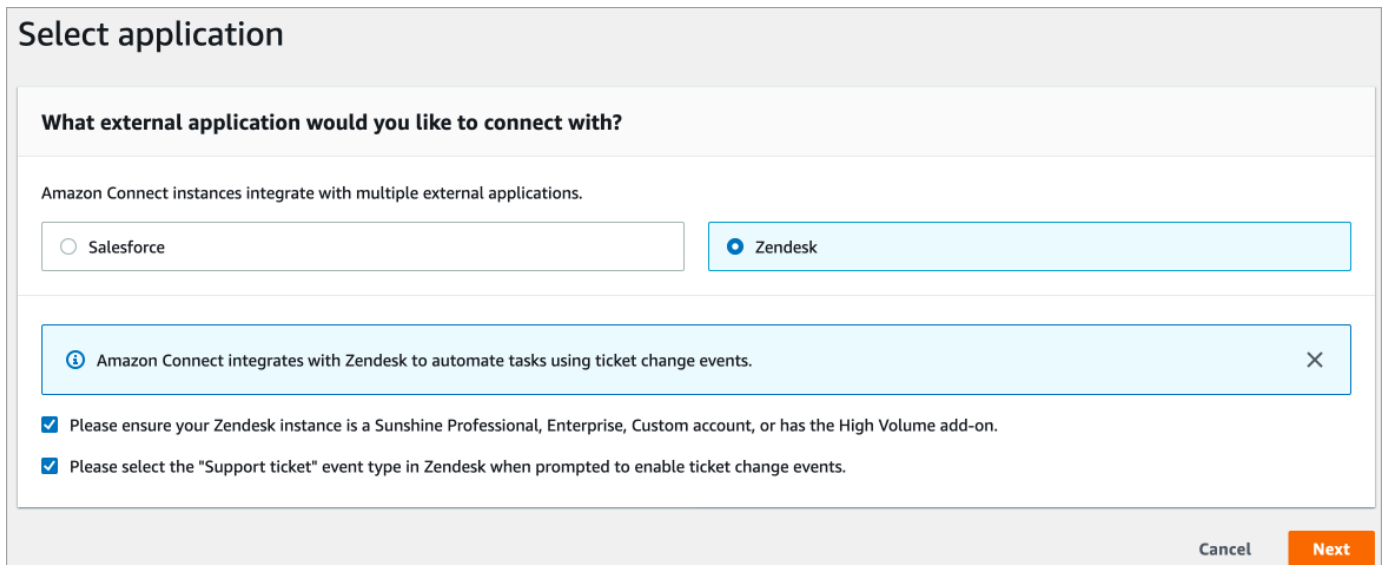 Select application
What external application would you like to connect with?
Amazon Connect instances integrate with multiple external applications.
Salesforce
Zendesk
Amazon Connect integrates with Zendesk to automate tasks using ticket change events.
Please ensure your Zendesk instance is a Sunshine Professional, Enterprise, Custom account, or has the High Volume add-on.
Please select the "Support ticket" event type in Zendesk when prompted to enable ticket change events.
Cancel
Next